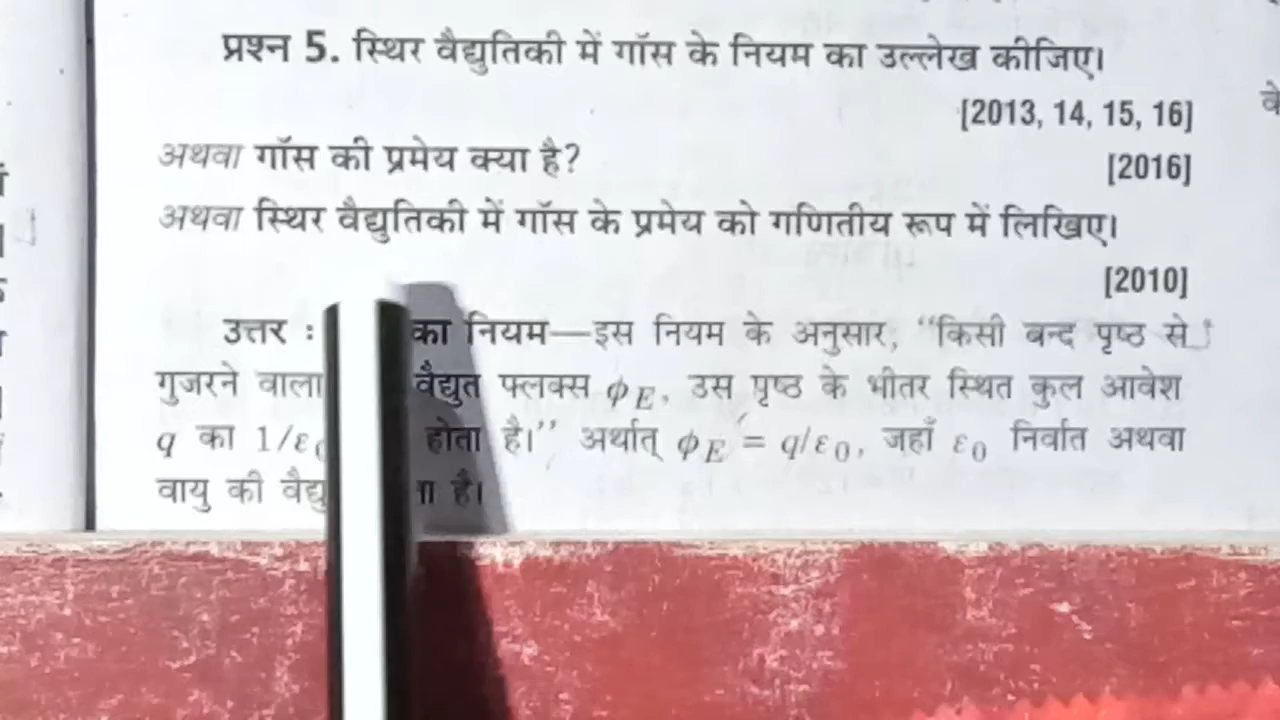 प्रश्न 5. स्थिर वैद्युतिकी में गॉस के नियम का उल्लेख कीजिए।
[2013, 14, 15, 16]
अथवा गॉस की प्रमेय क्या है?
[2016]
अथवा स्थिर वैद्युतिकी में गॉस के प्रमेय को गणितीय रूप में लिखिए।
[2010]
उत्तर : का नियम—इस नियम के अनुसार, “किसी बन्द पृष्ठ से
गुजरने वाला वैद्युत फ्लक्स ϕE, उस पृष्ठ के भीतर स्थित कुल आवेश
q का 1/ε0 होता है।” अर्थात् ϕE = q/ε0, जहाँ ε0 निर्वात अथवा
वायु की है।